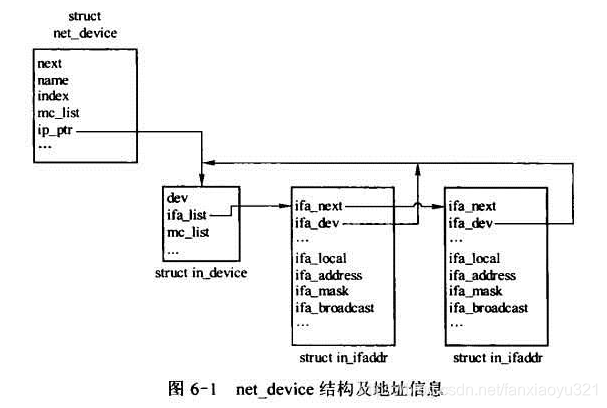 struct
net_device
next
name
index
mc_list
ip_ptr
...
dev
ifa_list
mc_list
...
struct in_device
ifa_next
ifa_dev
...
ifa_local
ifa_address
ifa_mask
ifa_broadcast
...
struct in_ifaddr
ifa_next
ifa_dev
...
ifa_local
ifa_address
ifa_mask
ifa_broadcast
...
struct in_ifaddr
图 6-1 net_device 结构及地址信息
csdn.net/fanxiaoyu321